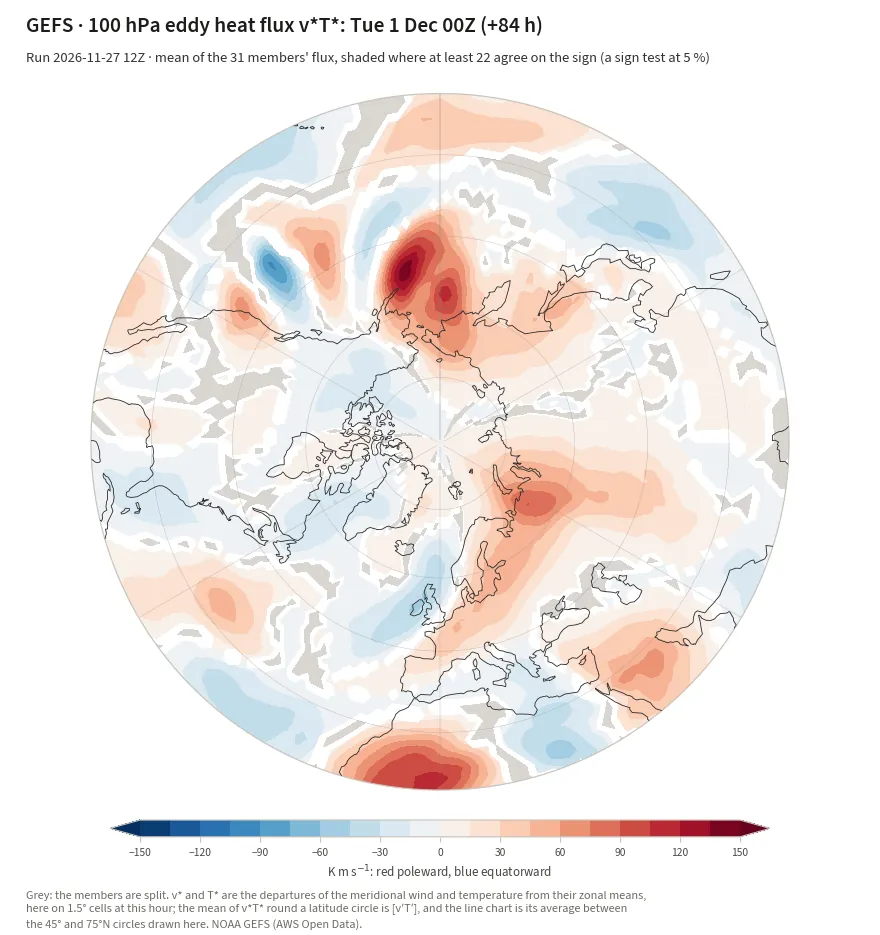 GEFS · 100 hPa eddy heat flux v*T*: Tue 1 Dec 00Z (+84 h)
Run 2026-11-27 12Z · mean of the 31 members' flux, shaded where at least 22 agree on the sign (a sign test at 5 %)
−150 −120 −90 −60 −30 0 30 60 90 120 150
K m s⁻¹: red poleward, blue equatorward
Grey: the members are split. v* and T* are the departures of the meridional wind and temperature from their zonal means,
here on 1.5° cells at this hour; the mean of v*T* round a latitude circle is [v'T'], and the line chart is its average between
the 45° and 75°N circles drawn here. NOAA GEFS (AWS Open Data).